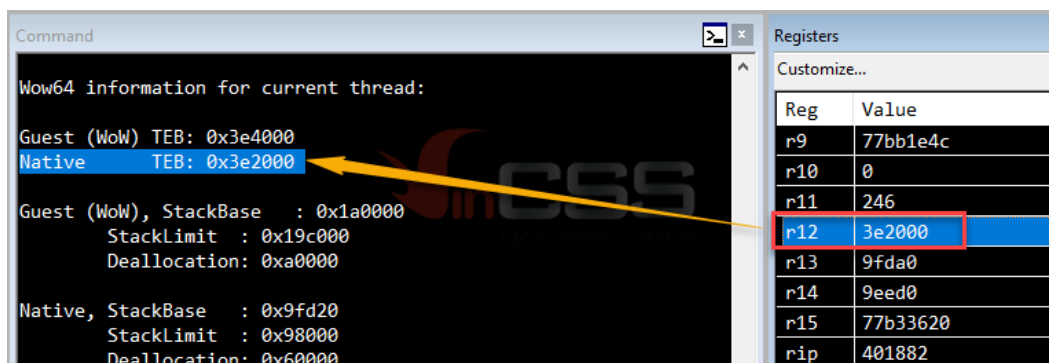 Command
Wow64 information for current thread:
Guest (WoW) TEB: 0x3e4000
Native TEB: 0x3e2000
Guest (WoW), StackBase : 0x1a0000
StackLimit : 0x19c000
Deallocation: 0xa0000
Native, StackBase : 0x9fd20
StackLimit : 0x98000
Deallocation: 0x60000
inCSS
Registers
Customize...
Reg Value
r9 77bb1e4c
r10 0
r11 246
r12 3e2000
r13 9fda0
r14 9eed0
r15 77b33620
rip 401882